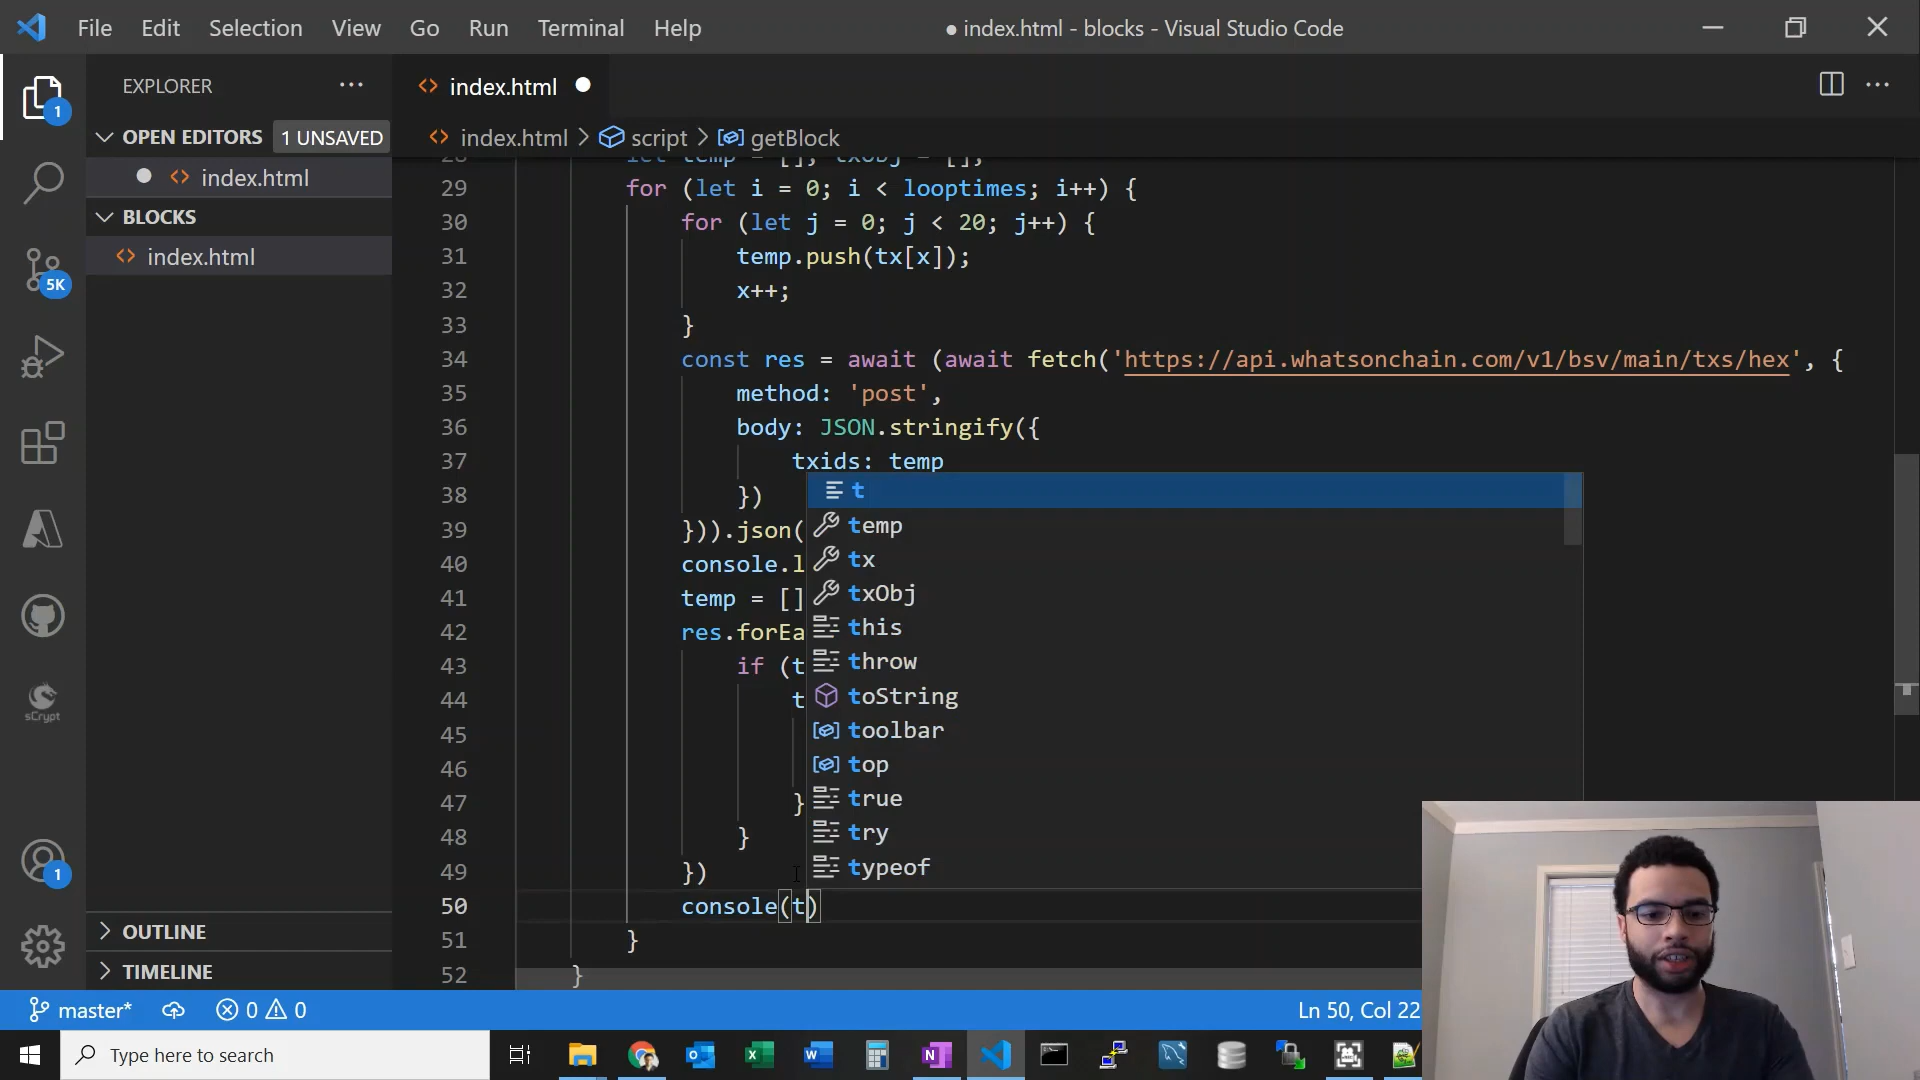 File Edit Selection View Go Run Terminal Help
● index.html - blocks - Visual Studio Code
EXPLORER
index.html
OPEN EDITORS 1 UNSAVED
index.html
BLOCKS
index.html
1
5K
sCrypt
1
OUTLINE
TIMELINE
index.html > script > getBlock
let temp = [], txObj = [];
29 for (let i = 0; i < looptimes; i++) {
30 for (let j = 0; j < 20; j++) {
31 temp.push(tx[x]);
32 x++;
33 }
34 const res = await (await fetch('https://api.whatsonchain.com/v1/bsv/main/txs/hex', {
35 method: 'post',
36 body: JSON.stringify({
37 txids: temp
38 })
39 })).json(
40 console.l
41 temp = []
42 res.forEa
43 if (t
44 t
45
46
47 }
48 }
49 })
50 console(t)
51 }
52 }
t
temp
tx
txObj
this
throw
toString
toolbar
top
true
try
typeof
master* 0 0
Ln 50, Col 22
Type here to search